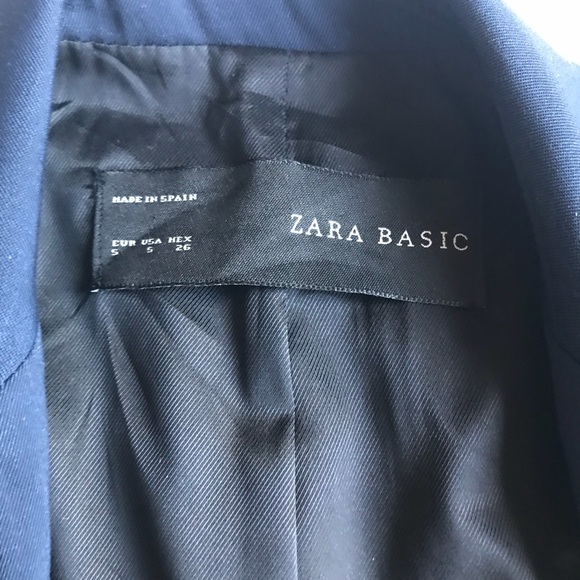 MADE IN SPAIN
ZARA BASIC
EUR USA MEX
S S 26